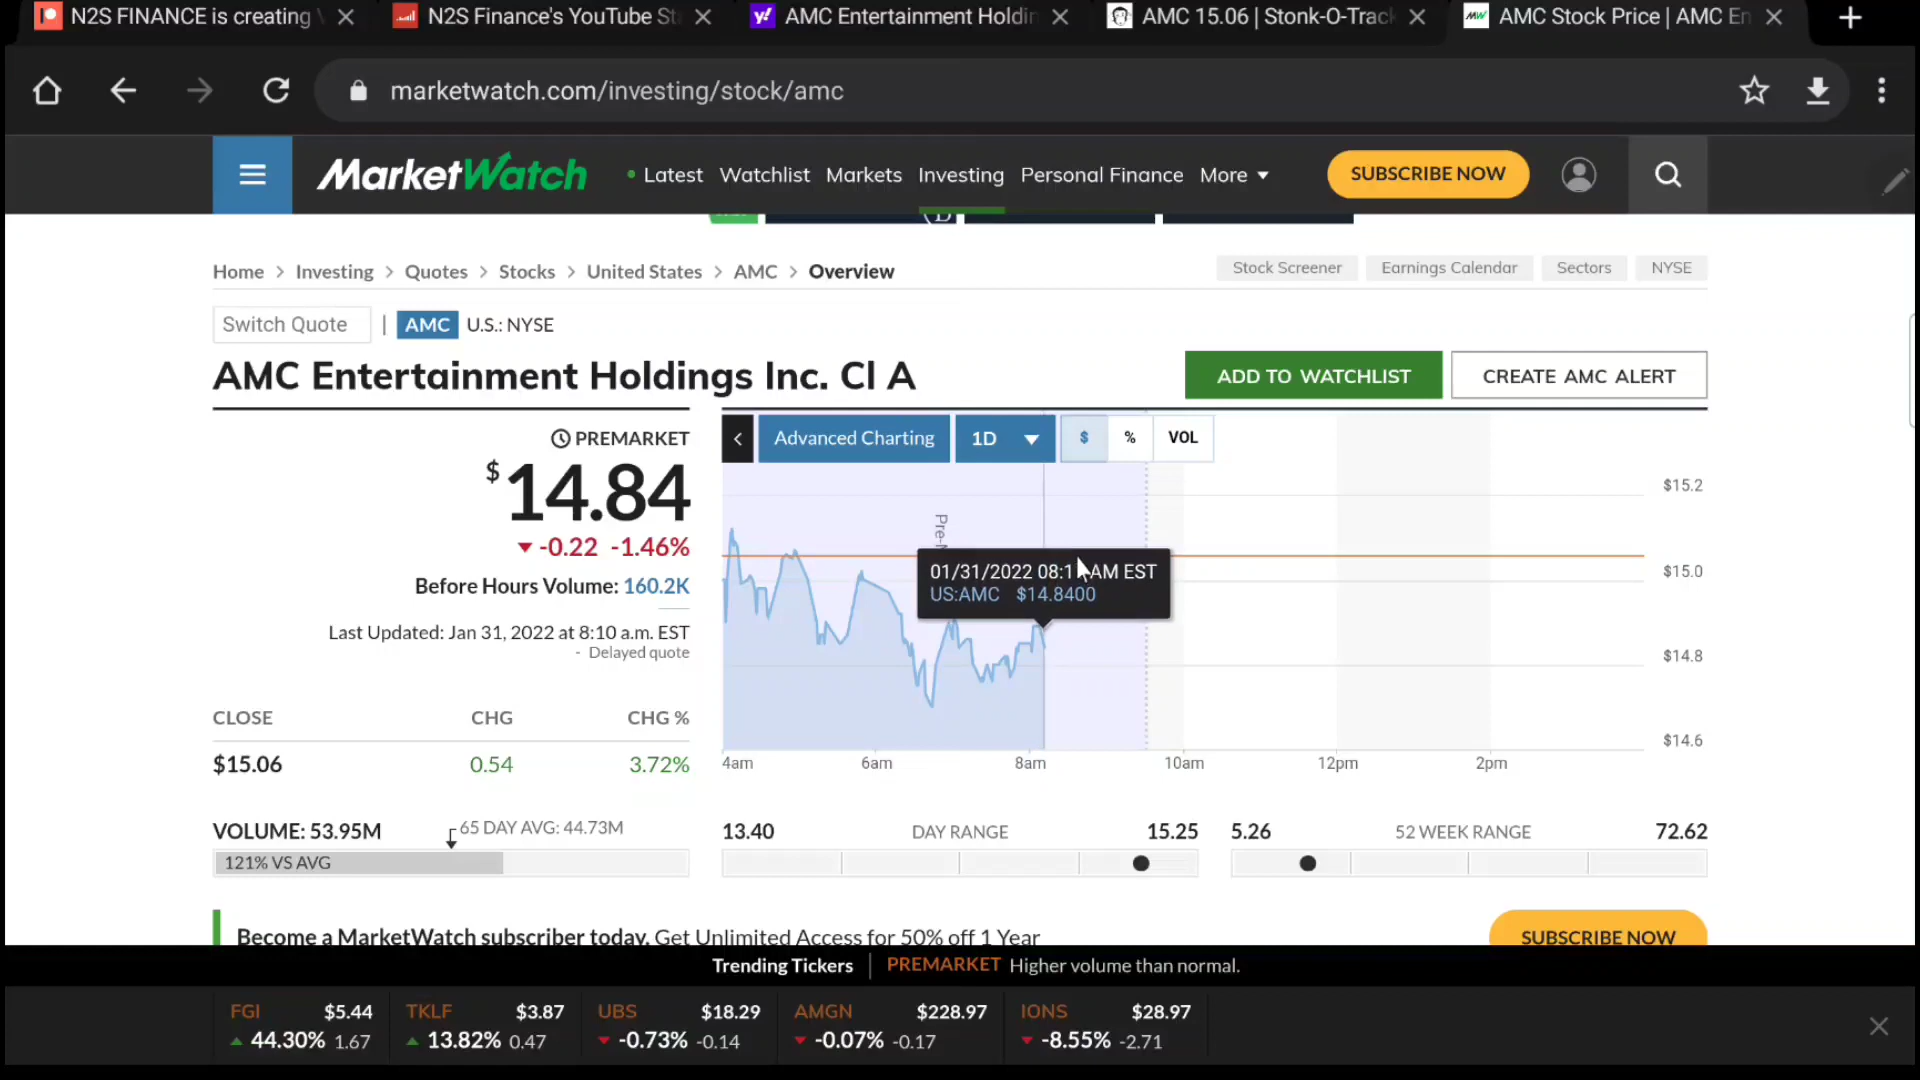 N2S FINANCE is creating
N2S Finance's YouTube St
AMC Entertainment Holdin
AMC 15.06 | Stonk-O-Track
AMC Stock Price | AMC En
marketwatch.com/investing/stock/amc
MarketWatch
Latest Watchlist Markets Investing Personal Finance More
SUBSCRIBE NOW
Home > Investing > Quotes > Stocks > United States > AMC > Overview
Stock Screener Earnings Calendar Sectors NYSE
Switch Quote | AMC U.S.: NYSE
AMC Entertainment Holdings Inc. Cl A
ADD TO WATCHLIST
CREATE AMC ALERT
PREMARKET
$14.84
-0.22 -1.46%
Before Hours Volume: 160.2K
Last Updated: Jan 31, 2022 at 8:10 a.m. EST
- Delayed quote
CLOSE CHG CHG %
$15.06 0.54 3.72%
Advanced Charting 1D $ % VOL
$15.2
$15.0
$14.8
$14.6
01/31/2022 08:1 AM EST
US:AMC $14.8400
4am 6am 8am 10am 12pm 2pm
VOLUME: 53.95M 65 DAY AVG: 44.73M
121% VS AVG
13.40 DAY RANGE 15.25
5.26 52 WEEK RANGE 72.62
Become a MarketWatch subscriber today. Get Unlimited Access for 50% off 1 Year
SUBSCRIBE NOW
Trending Tickers | PREMARKET Higher volume than normal.
FGI $5.44
44.30% 1.67
TKLF $3.87
13.82% 0.47
UBS $18.29
-0.73% -0.14
AMGN $228.97
-0.07% -0.17
IONS $28.97
-8.55% -2.71